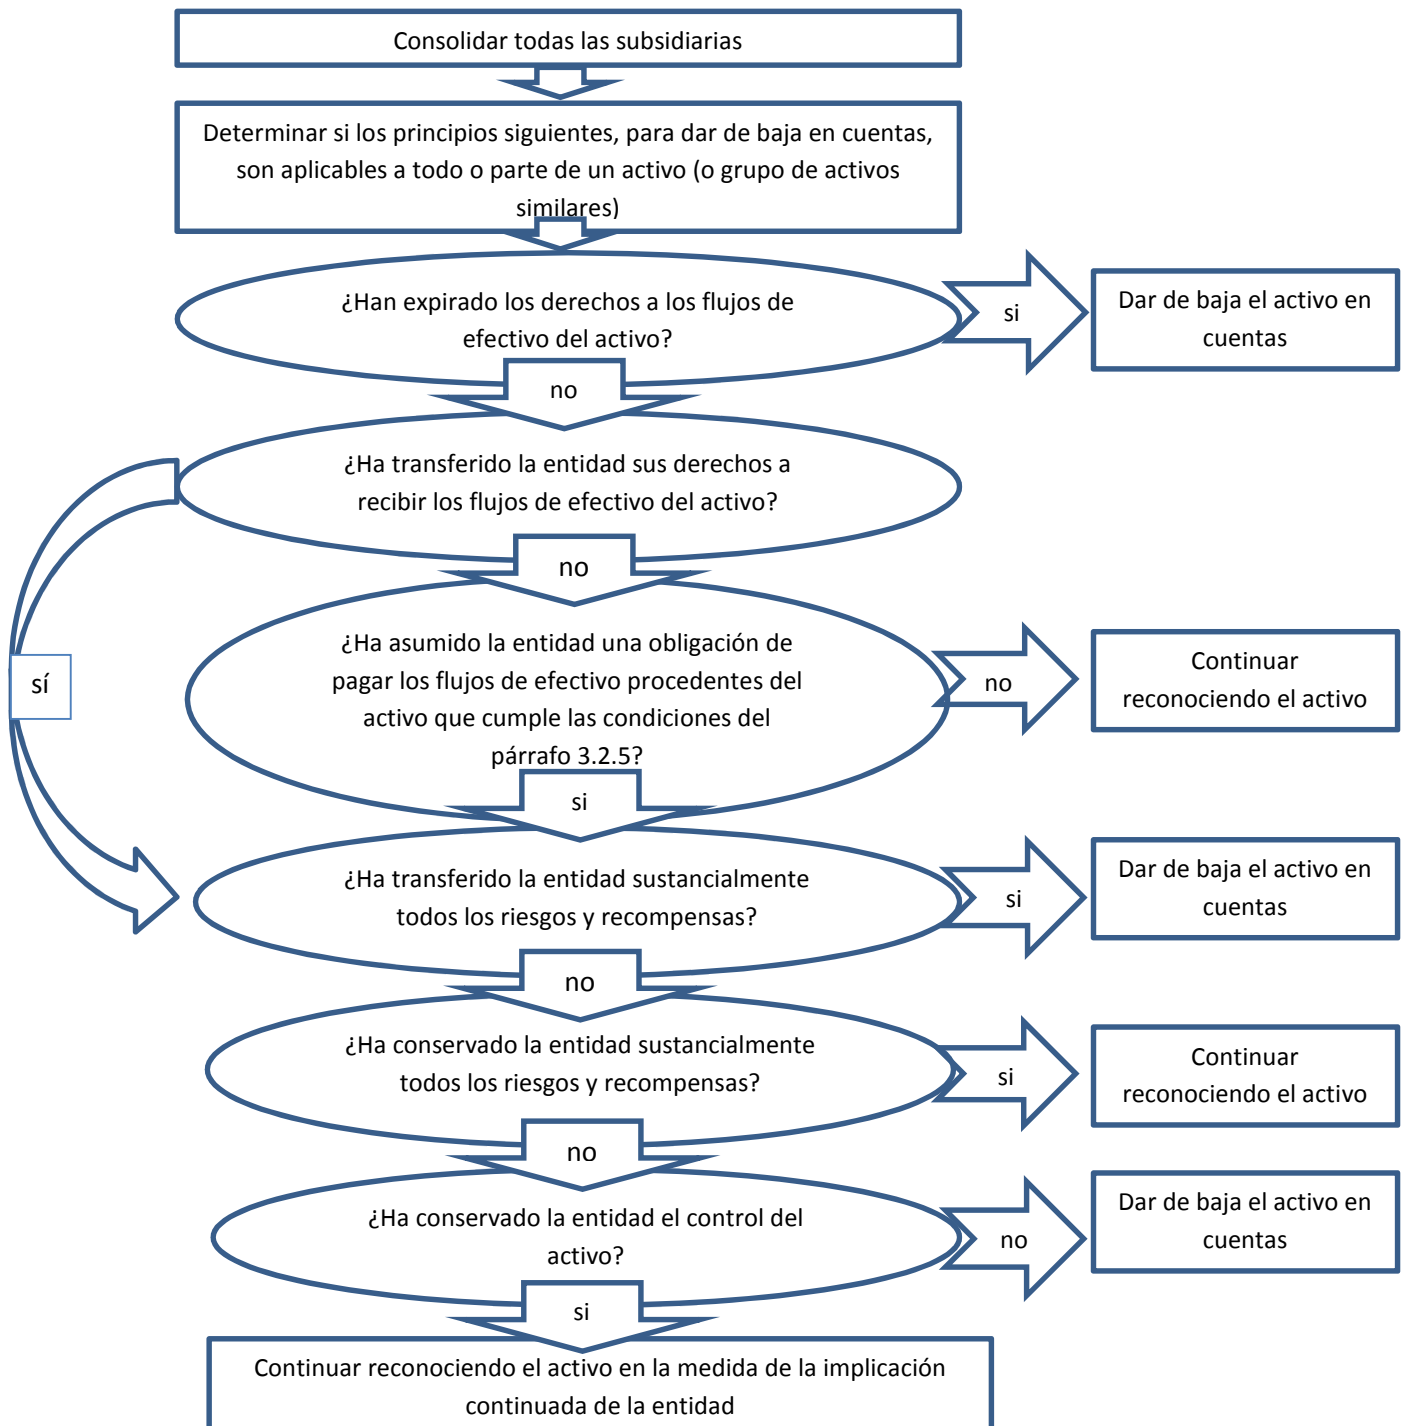 Consolidar todas las subsidiarias
Determinar si los principios siguientes, para dar de baja en cuentas,
son aplicables a todo o parte de un activo (o grupo de activos
similares)
¿Han expirado los derechos a los flujos de
efectivo del activo?
si
Dar de baja el activo en
cuentas
no
¿Ha transferido la entidad sus derechos a
recibir los flujos de efectivo del activo?
sí
no
¿Ha asumido la entidad una obligación de
pagar los flujos de efectivo procedentes del
activo que cumple las condiciones del
párrafo 3.2.5?
no
Continuar
reconociendo el activo
si
¿Ha transferido la entidad sustancialmente
todos los riesgos y recompensas?
si
Dar de baja el activo en
cuentas
no
¿Ha conservado la entidad sustancialmente
todos los riesgos y recompensas?
si
Continuar
reconociendo el activo
no
¿Ha conservado la entidad el control del
activo?
no
Dar de baja el activo en
cuentas
si
Continuar reconociendo el activo en la medida de la implicación
continuada de la entidad